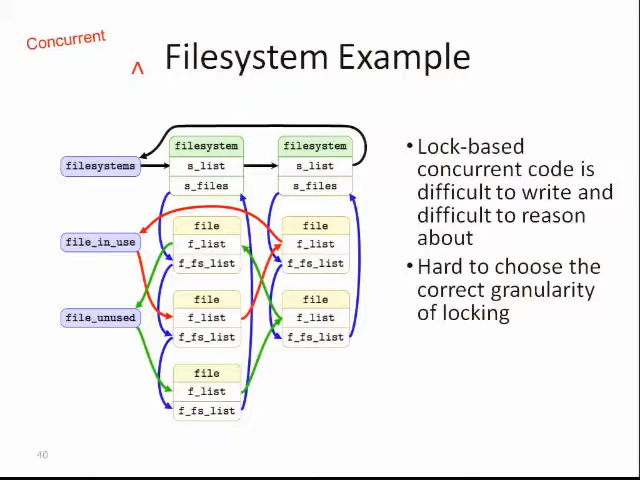 Concurrent
^
Filesystem Example
filesystems
filesystem
s_list
s_files
filesystem
s_list
s_files
file_in_use
file
f_list
f_fs_list
file
f_list
f_fs_list
file_unused
file
f_list
f_fs_list
file
f_list
f_fs_list
file
f_list
f_fs_list
• Lock-based
concurrent code is
difficult to write and
difficult to reason
about
• Hard to choose the
correct granularity
of locking
40